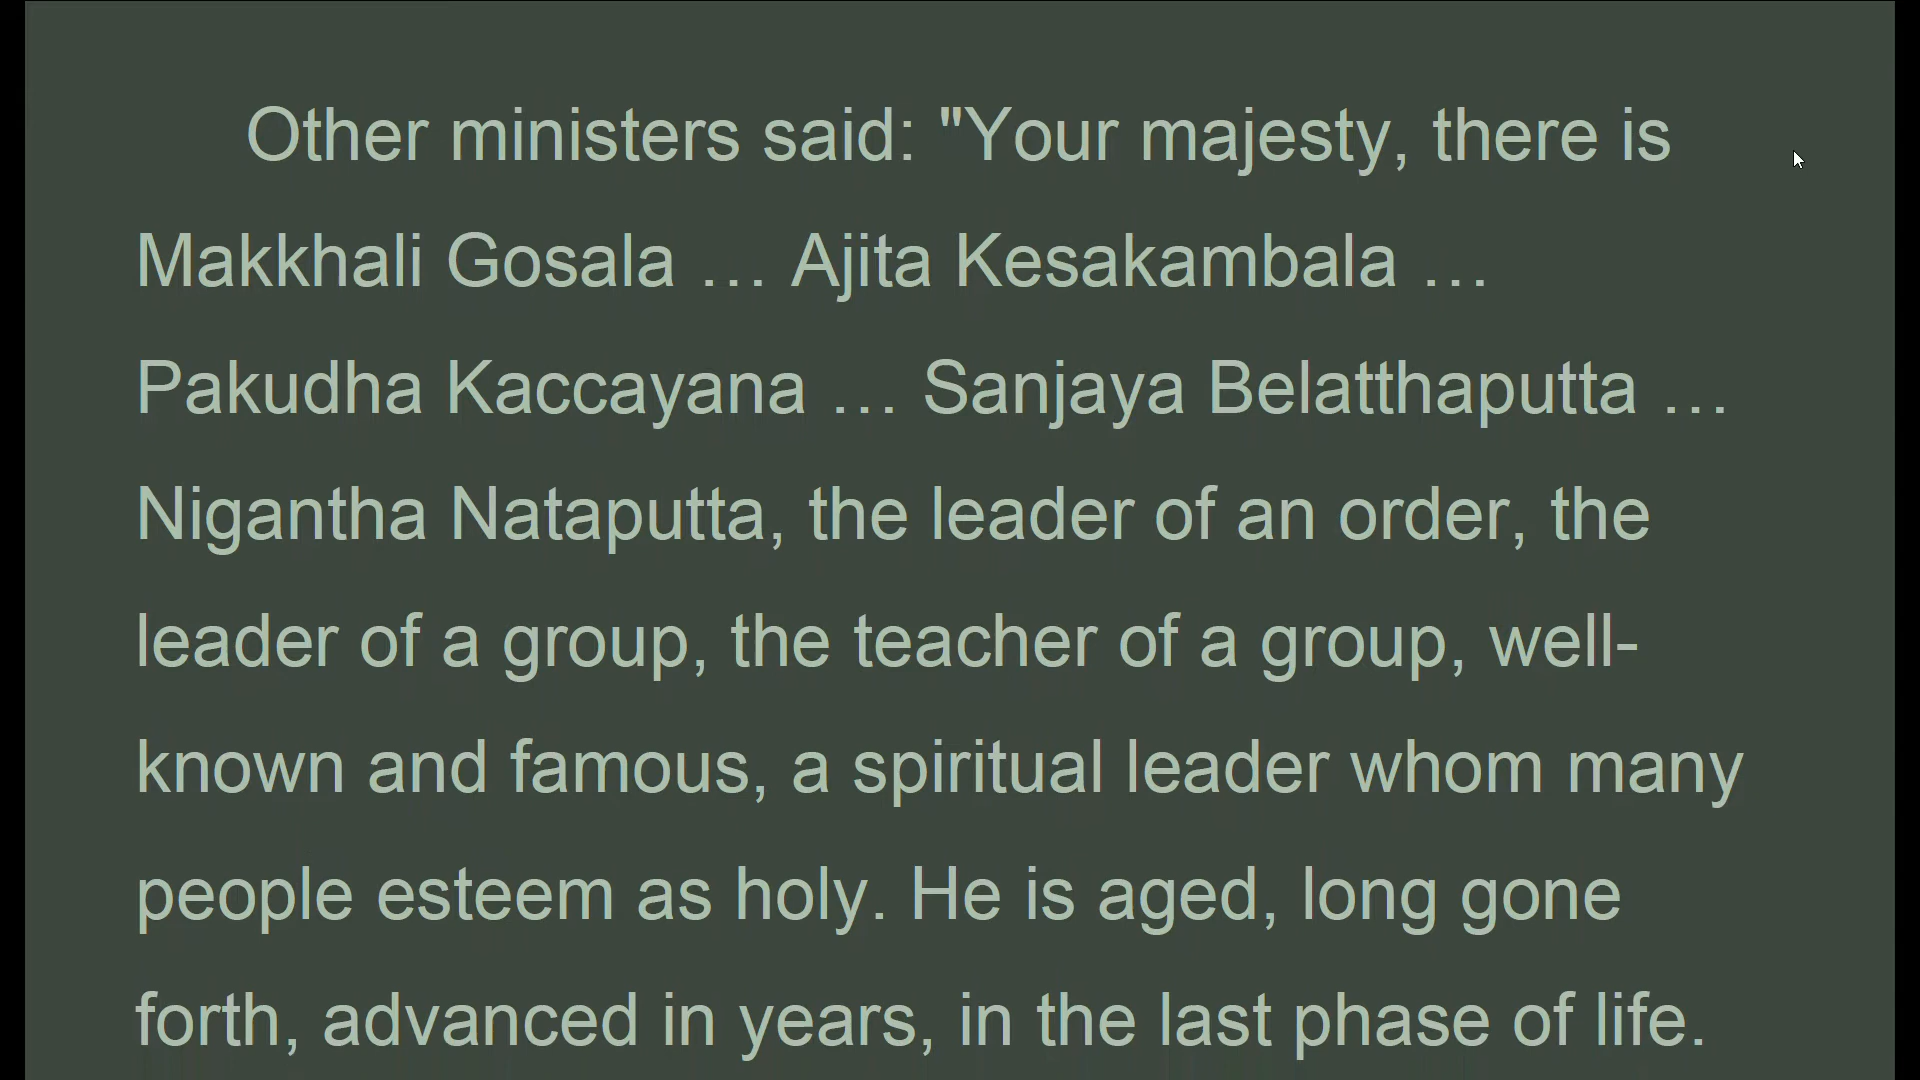 Other ministers said: "Your majesty, there is
Makkhali Gosala … Ajita Kesakambala …
Pakudha Kaccayana … Sanjaya Belatthaputta …
Nigantha Nataputta, the leader of an order, the
leader of a group, the teacher of a group, well-
known and famous, a spiritual leader whom many
people esteem as holy. He is aged, long gone
forth, advanced in years, in the last phase of life.